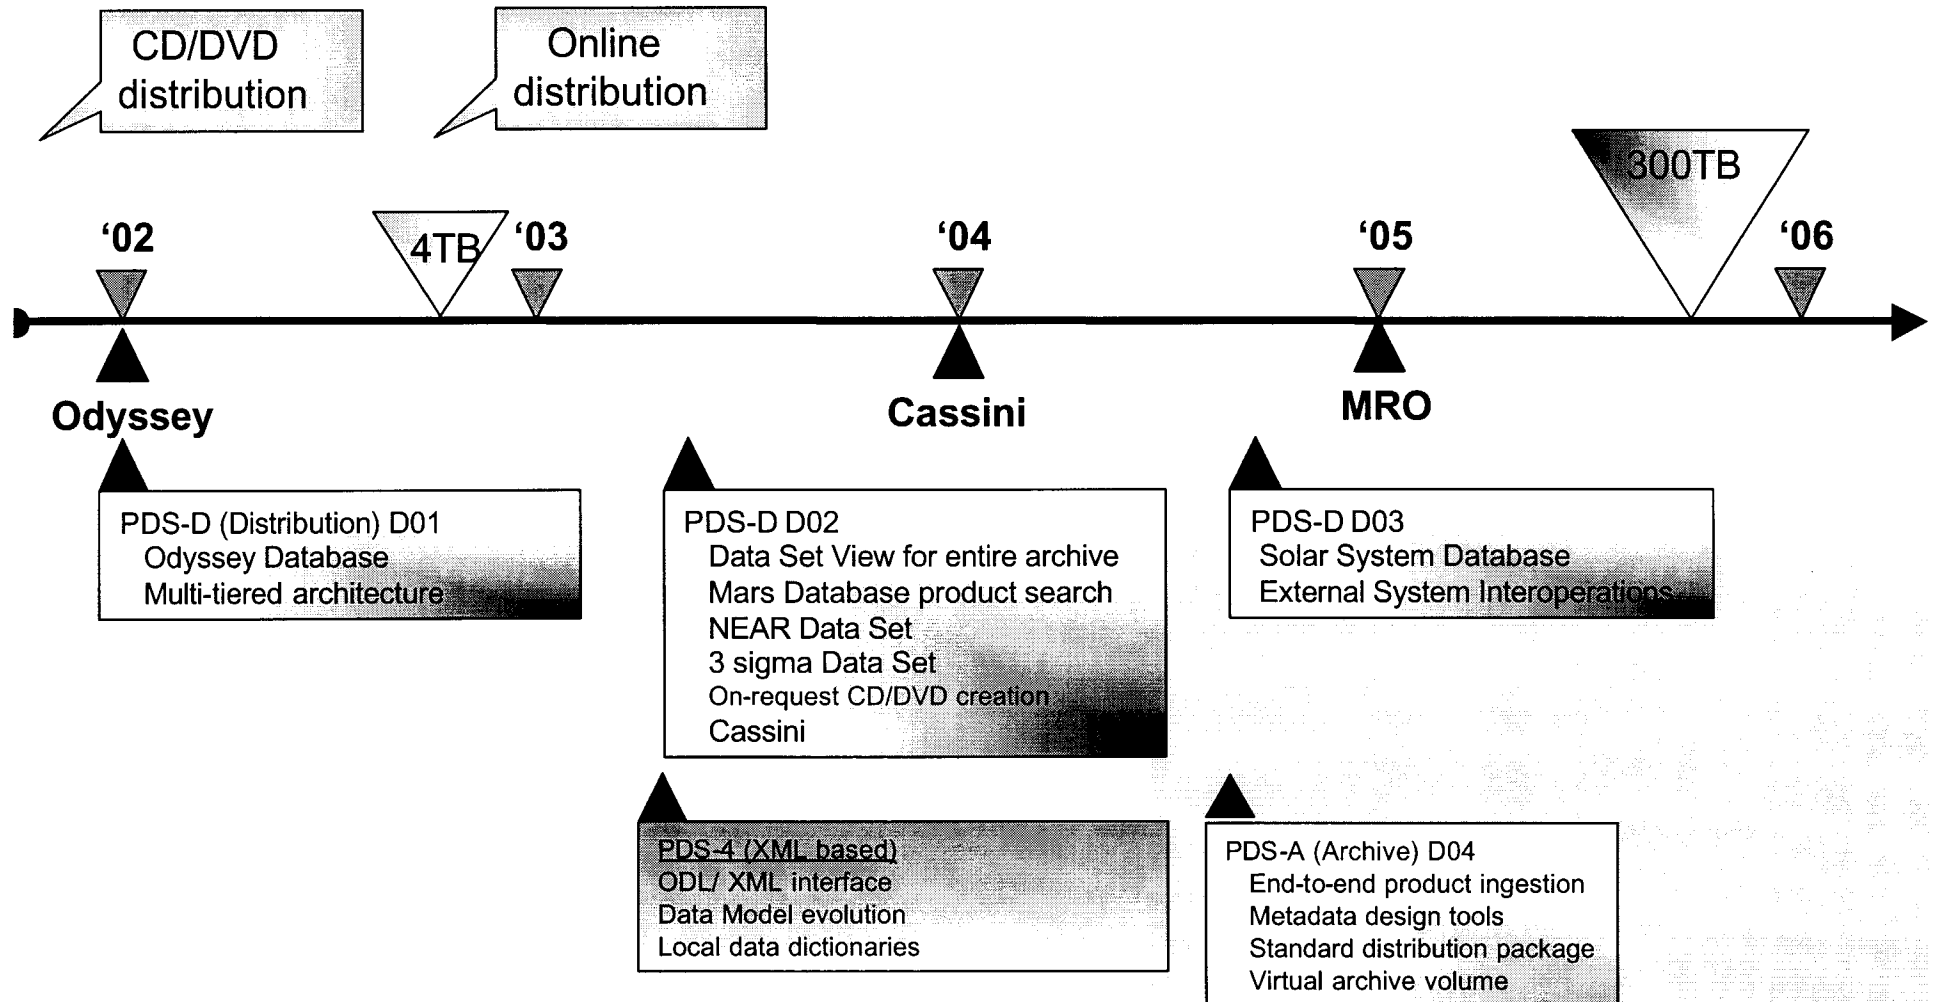 CD/DVD
distribution
Online
distribution
300TB
4TB
‘02
‘03
‘04
‘05
‘06
Odyssey
Cassini
MRO
PDS-D (Distribution) D01
Odyssey Database
Multi-tiered architecture
PDS-D D02
Data Set View for entire archive
Mars Database product search
NEAR Data Set
3 sigma Data Set
On-request CD/DVD creation
Cassini
PDS-D D03
Solar System Database
External System Interoperations
PDS-4 (XML based)
ODL/ XML interface
Data Model evolution
Local data dictionaries
PDS-A (Archive) D04
End-to-end product ingestion
Metadata design tools
Standard distribution package
Virtual archive volume